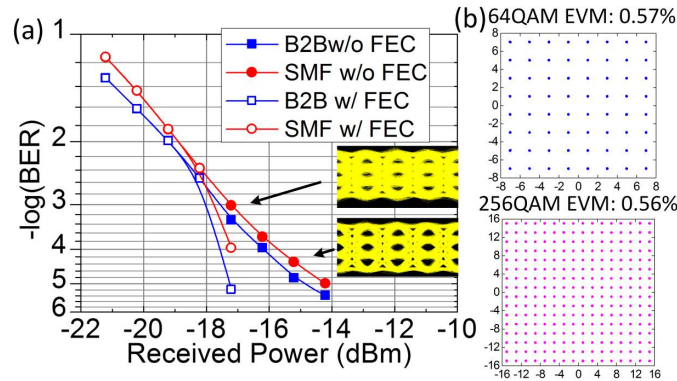 (a)
1
2
3
4
5
6
-log(BER)
B2Bw/o FEC
SMF w/o FEC
B2B w/ FEC
SMF w/ FEC
-22 -20 -18 -16 -14 -12 -10
Received Power (dBm)
(b)
64QAM EVM: 0.57%
8
6
4
2
0
-2
-4
-6
-8
-8 -6 -4 -2 0 2 4 6 8
256QAM EVM: 0.56%
16
12
8
4
0
-4
-8
-12
-16
-16 -12 -8 -4 0 4 8 12 16